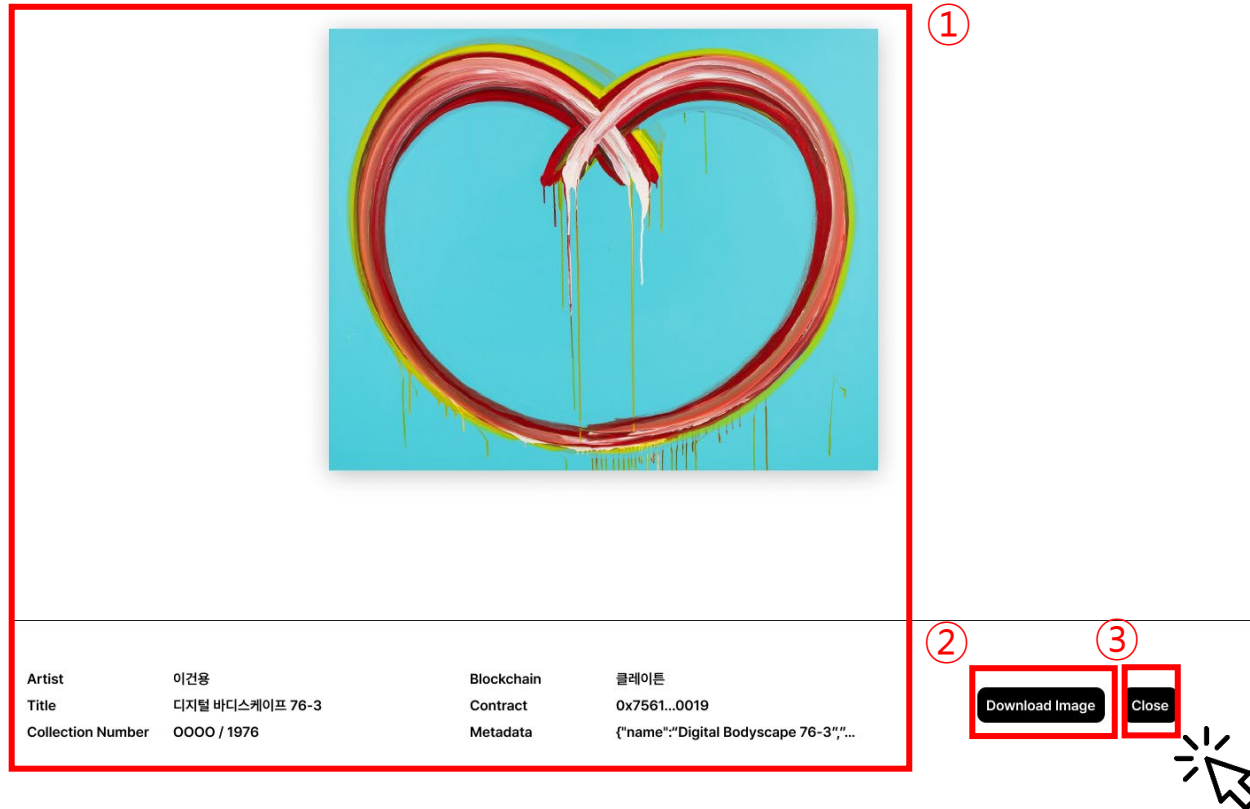 ①
② ③
Artist 이건용 Blockchain 클레이튼
Title 디지털 바디스케이프 76-3 Contract 0x7561...0019 Download Image Close
Collection Number OOOO / 1976 Metadata {"name":"Digital Bodyscape 76-3","...